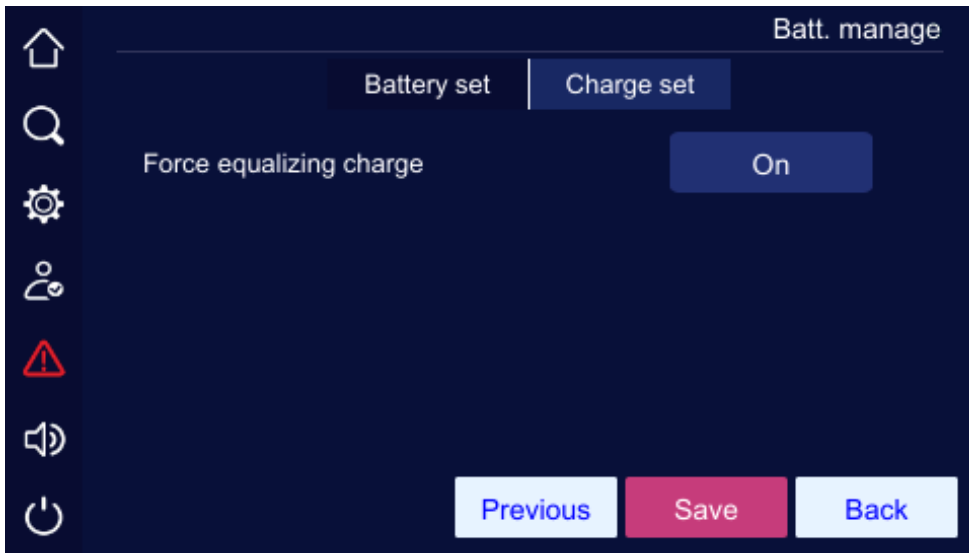 Batt. manage
Battery set
Charge set
Force equalizing charge
On
Previous
Save
Back